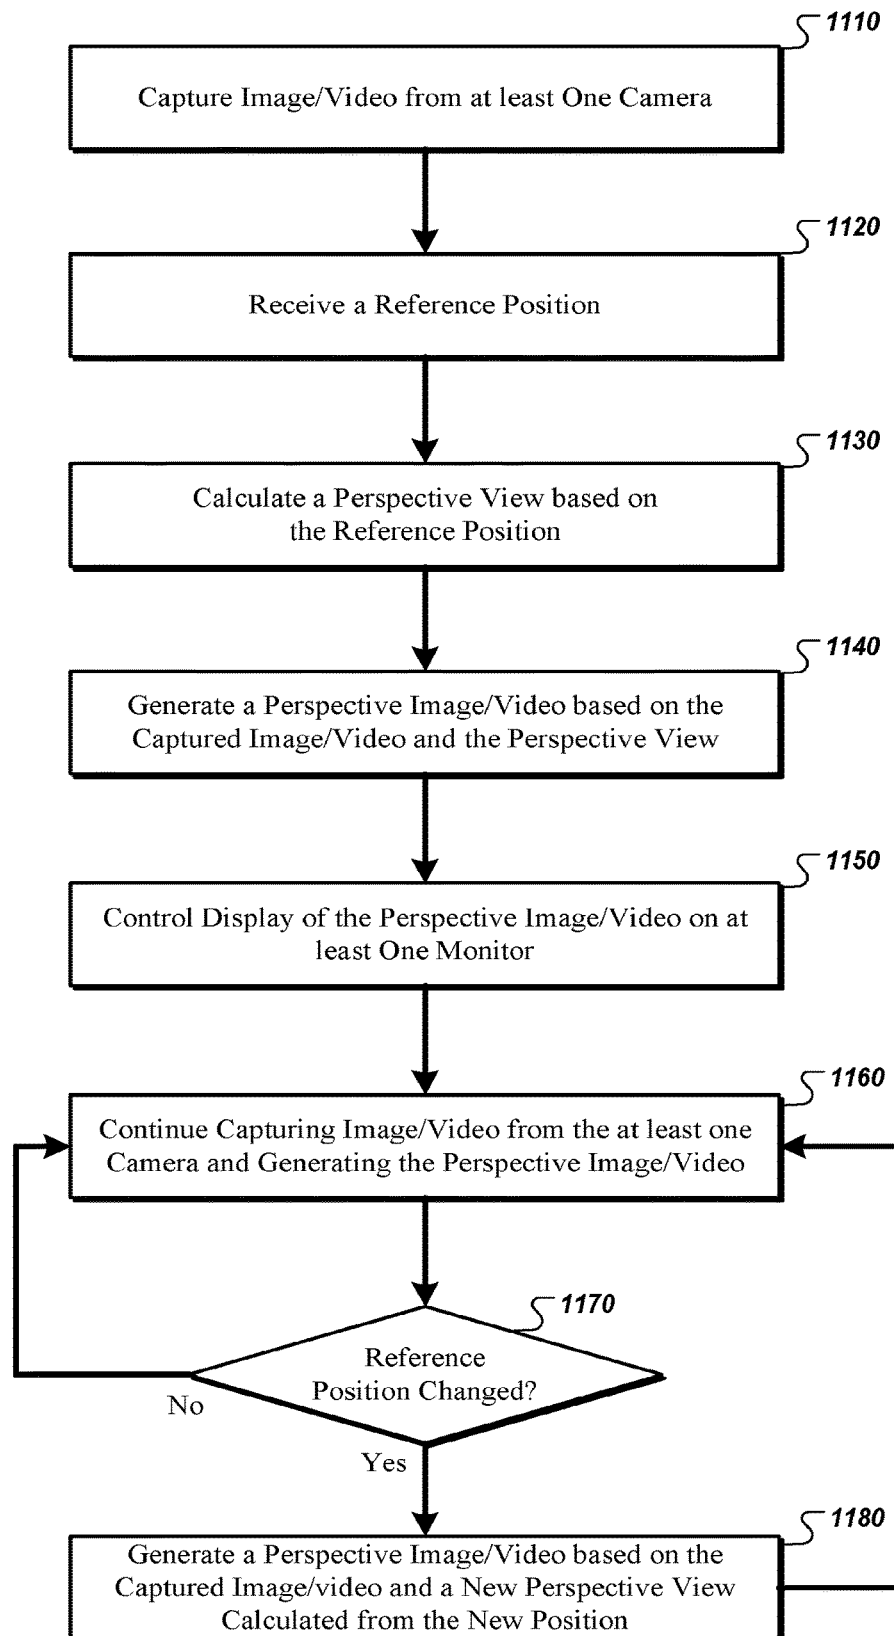 1110
Capture Image/Video from at least One Camera
1120
Receive a Reference Position
1130
Calculate a Perspective View based on
the Reference Position
1140
Generate a Perspective Image/Video based on the
Captured Image/Video and the Perspective View
1150
Control Display of the Perspective Image/Video on at
least One Monitor
1160
Continue Capturing Image/Video from the at least one
Camera and Generating the Perspective Image/Video
1170
Reference
Position Changed?
No
Yes
1180
Generate a Perspective Image/Video based on the
Captured Image/video and a New Perspective View
Calculated from the New Position